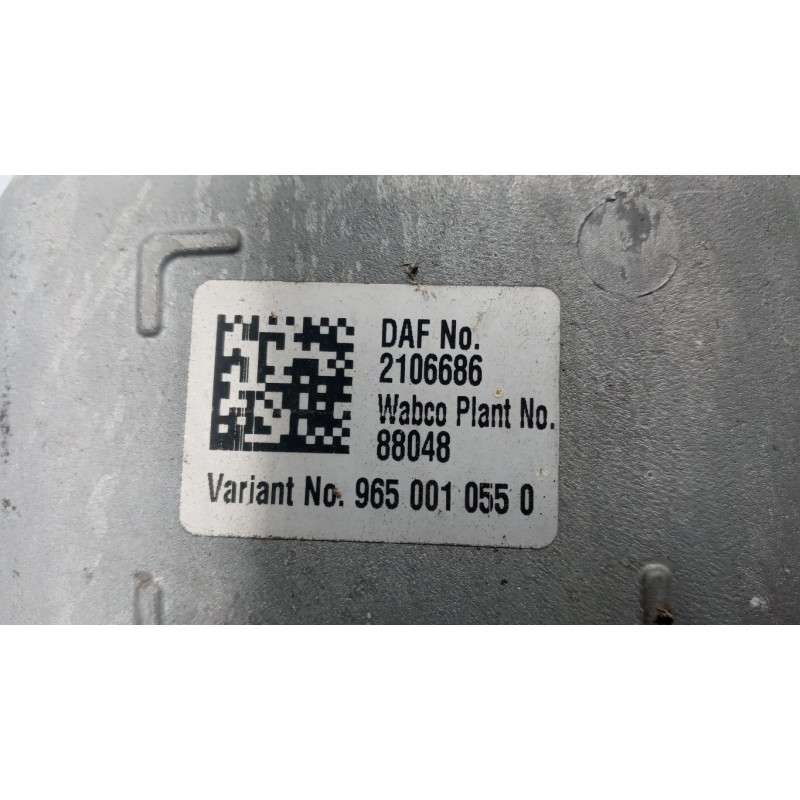 DAF No.
2106686
Wabco Plant No.
88048
Variant No. 965 001 055 0